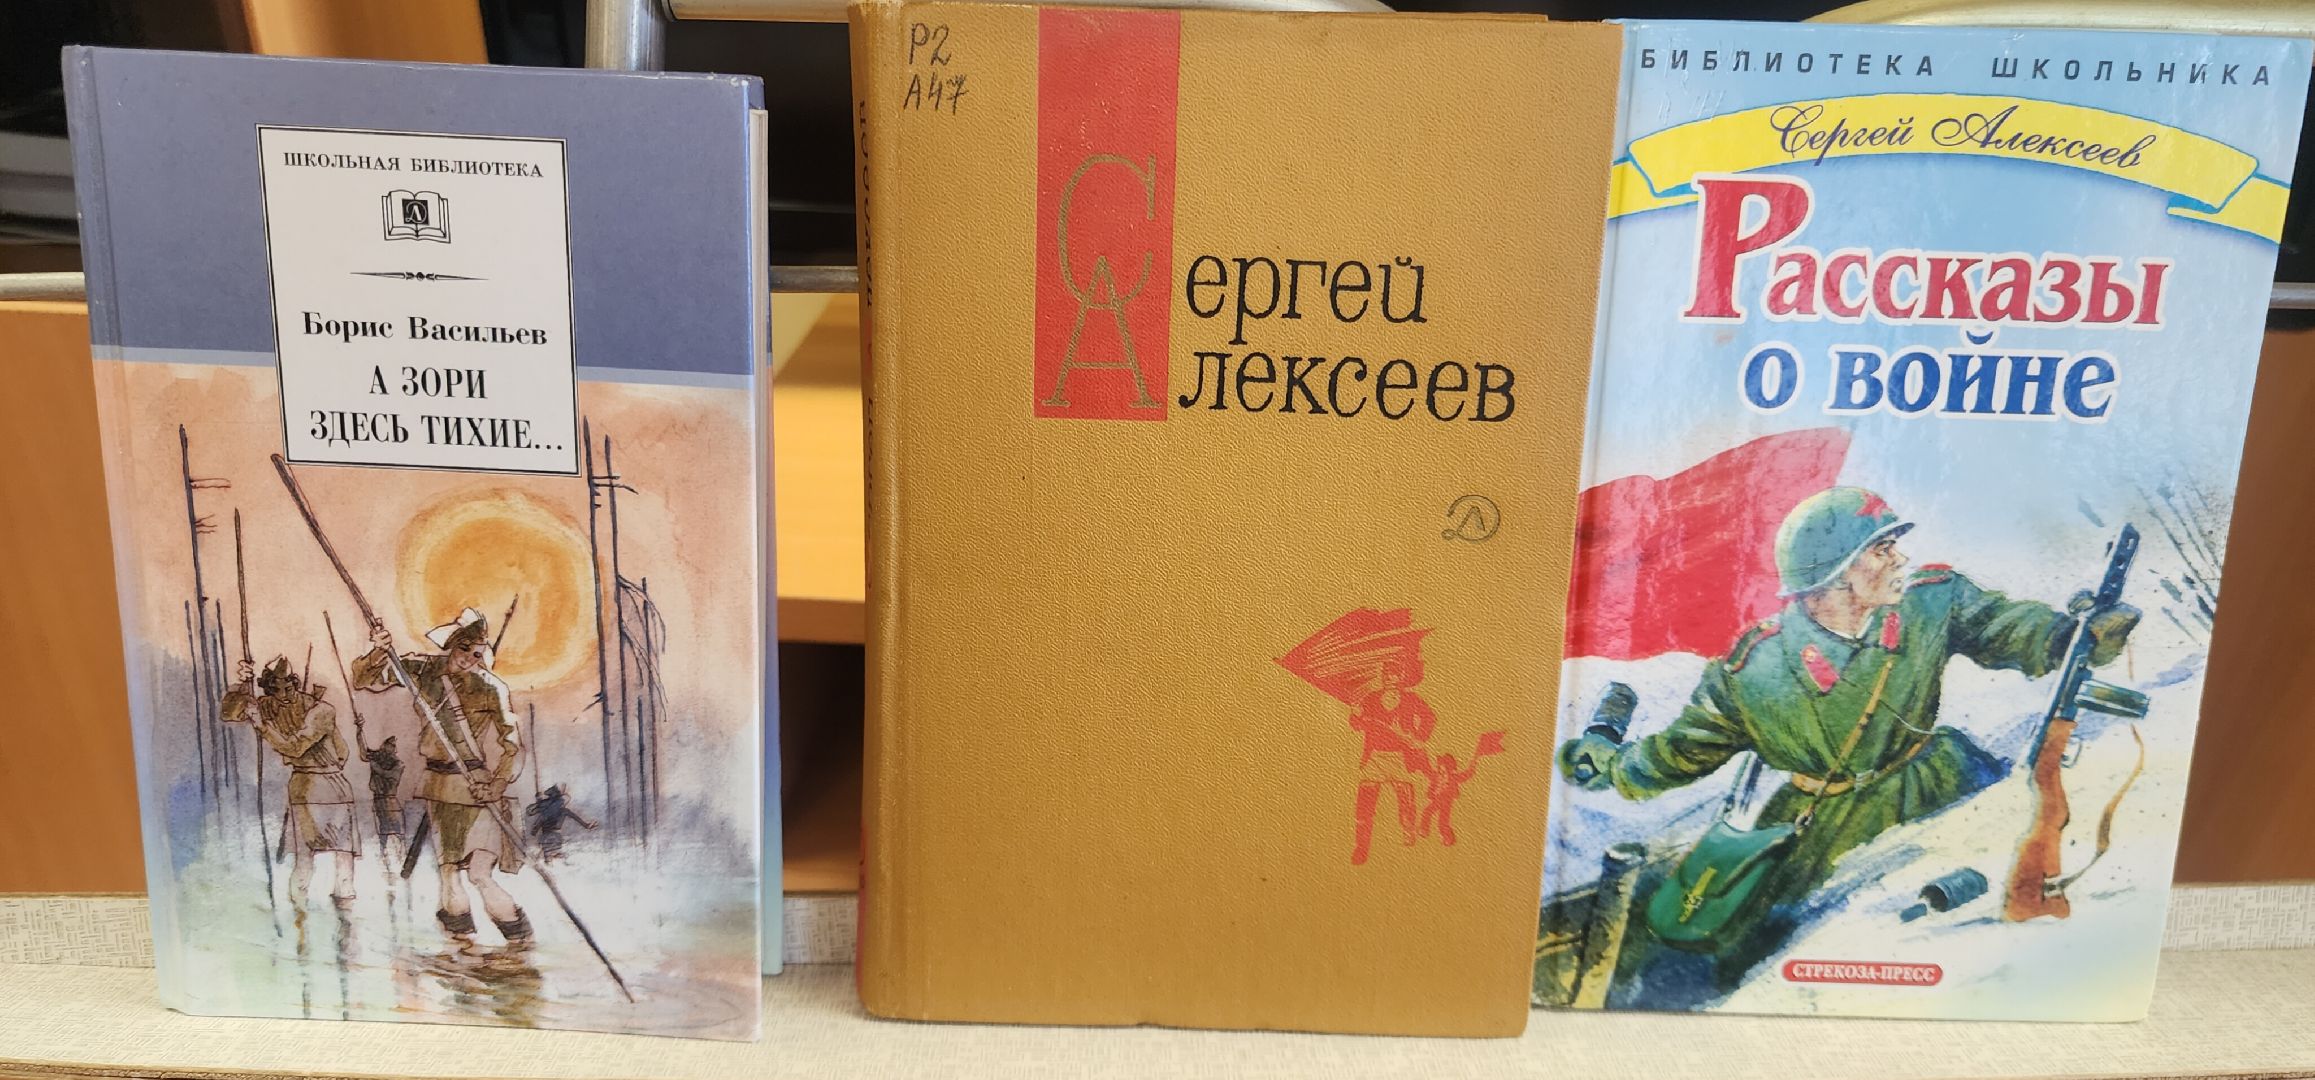 ШКОЛЬНАЯ БИБЛИОТЕКА
Борис Васильев
А ЗОРИ
ЗДЕСЬ ТИХИЕ...
Р2
А47
Сергей
Алексеев
БИБЛИОТЕКА ШКОЛЬНИКА
Сергей Алексеев
Рассказы
о войне
СТРЕКОЗА-ПРЕСС